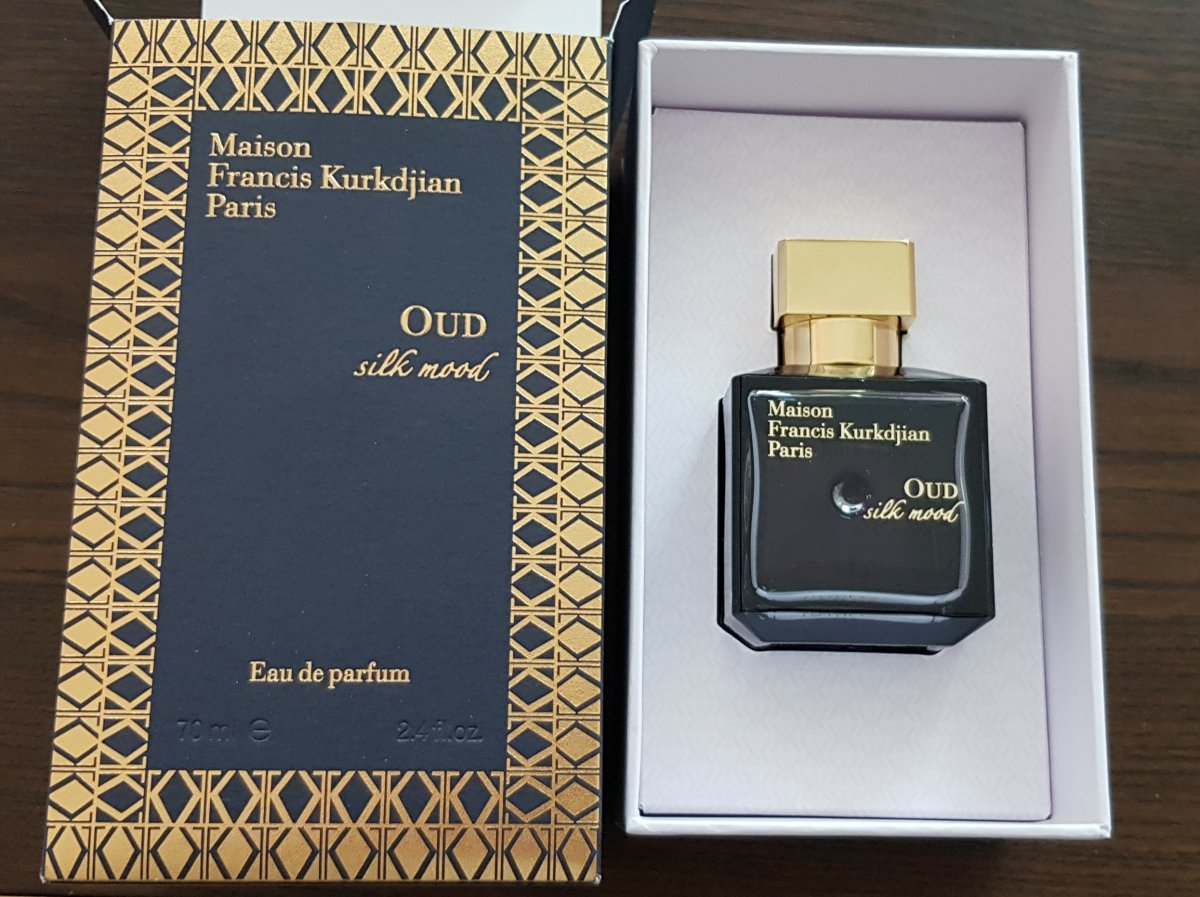 Maison
Francis Kurkdjian
Paris
OUD
silk mood
Eau de parfum
70 ml ℮ 2.4 fl.oz.
Maison
Francis Kurkdjian
Paris
OUD
silk mood